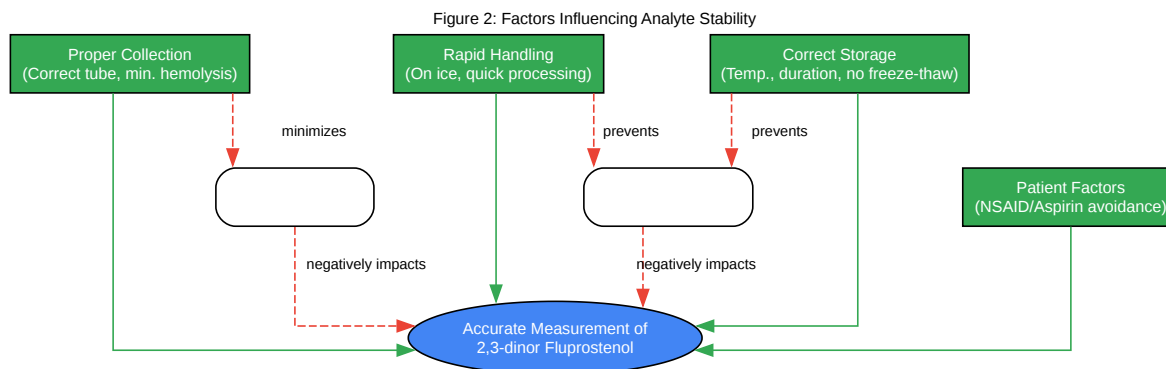 Figure 2: Factors Influencing Analyte Stability
Proper Collection
(Correct tube, min. hemolysis)
Rapid Handling
(On ice, quick processing)
Correct Storage
(Temp., duration, no freeze-thaw)
minimizes
prevents
prevents
Patient Factors
(NSAID/Aspirin avoidance)
negatively impacts
negatively impacts
Accurate Measurement of
2,3-dinor Fluprostenol